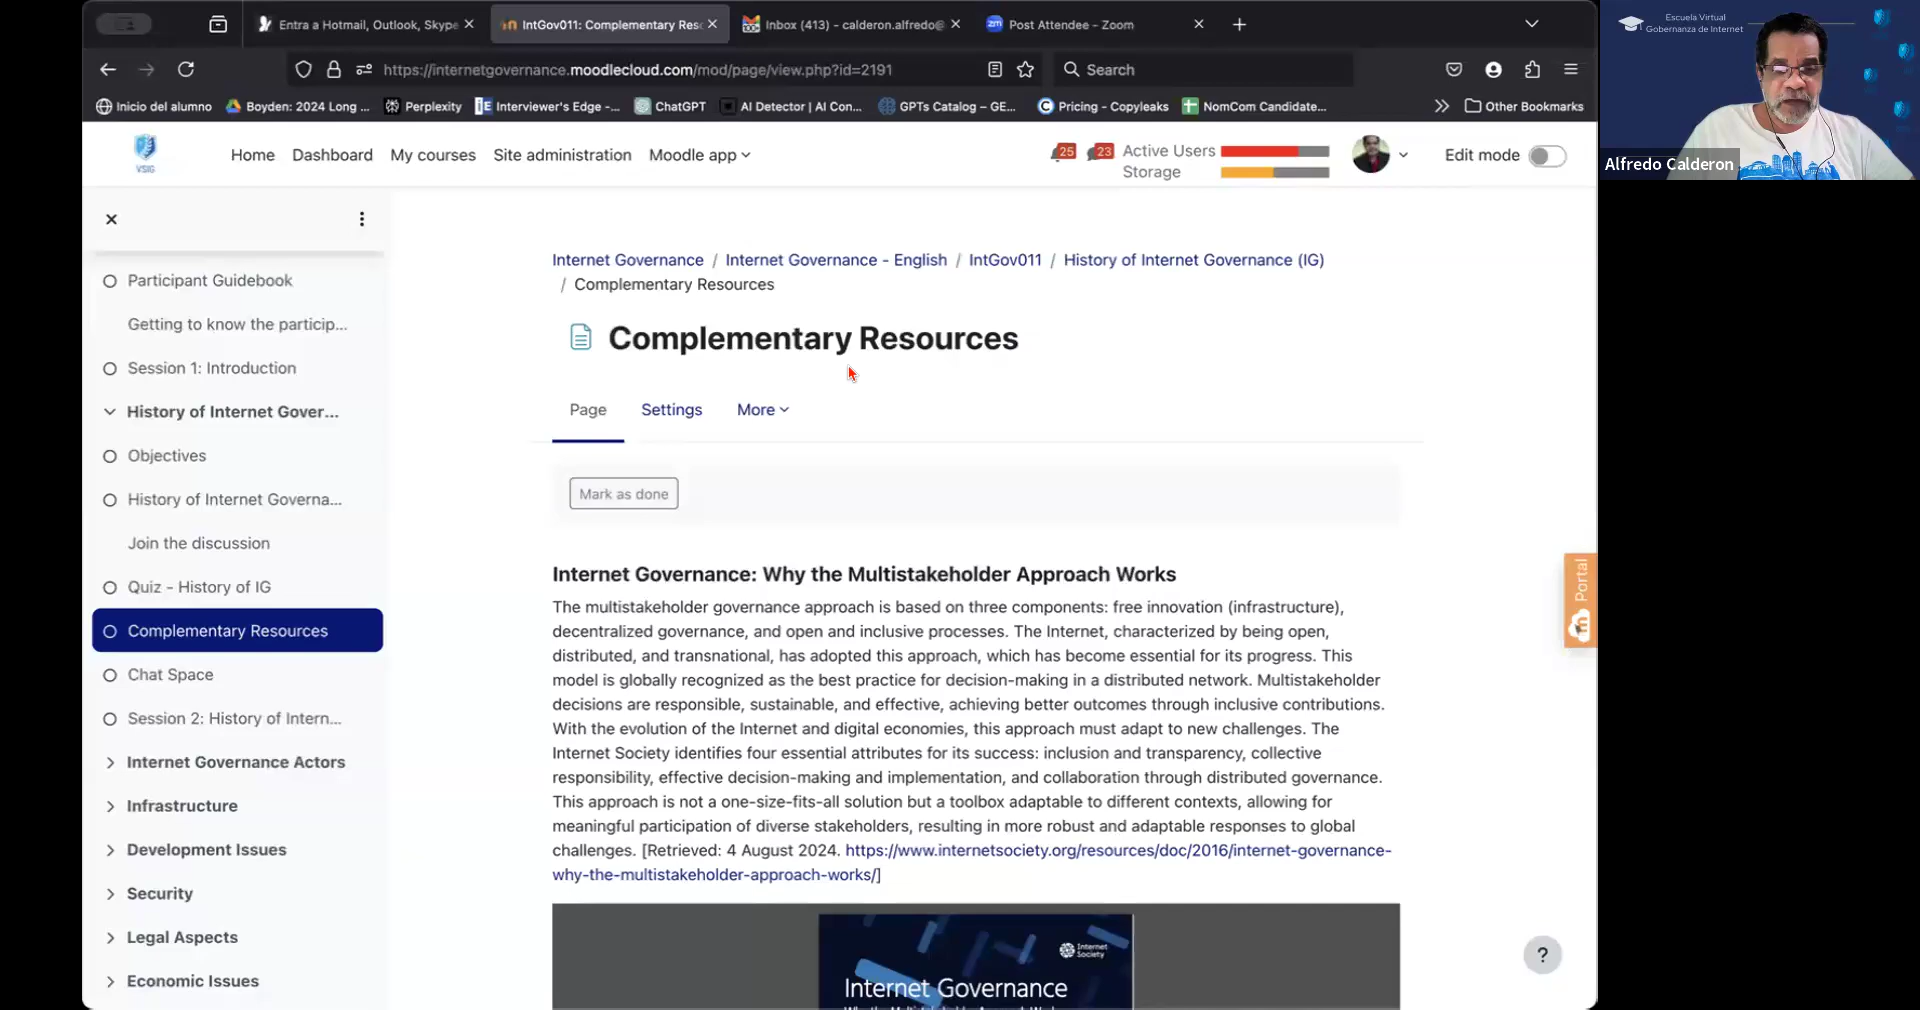 Entra a Hotmail, Outlook, Skype
IntGov011: Complementary Res
Inbox (413) - calderon.alfredo@
Post Attendee - Zoom
https://internetgovernance.moodlecloud.com/mod/page/view.php?id=2191
Search
Inicio del alumno
Boyden: 2024 Long ...
Perplexity
Interviewer's Edge -...
ChatGPT
AI Detector | AI Con...
GPTs Catalog – GE...
Pricing - Copyleaks
NomCom Candidate...
Other Bookmarks
VSIG
Home
Dashboard
My courses
Site administration
Moodle app
25
23
Active Users
Storage
Edit mode
Participant Guidebook
Getting to know the particip...
Session 1: Introduction
History of Internet Gover...
Objectives
History of Internet Governa...
Join the discussion
Quiz - History of IG
Complementary Resources
Chat Space
Session 2: History of Intern...
Internet Governance Actors
Infrastructure
Development Issues
Security
Legal Aspects
Economic Issues
Internet Governance / Internet Governance - English / IntGov011 / History of Internet Governance (IG)
/ Complementary Resources
Complementary Resources
Page
Settings
More
Mark as done
Internet Governance: Why the Multistakeholder Approach Works
The multistakeholder governance approach is based on three components: free innovation (infrastructure),
decentralized governance, and open and inclusive processes. The Internet, characterized by being open,
distributed, and transnational, has adopted this approach, which has become essential for its progress. This
model is globally recognized as the best practice for decision-making in a distributed network. Multistakeholder
decisions are responsible, sustainable, and effective, achieving better outcomes through inclusive contributions.
With the evolution of the Internet and digital economies, this approach must adapt to new challenges. The
Internet Society identifies four essential attributes for its success: inclusion and transparency, collective
responsibility, effective decision-making and implementation, and collaboration through distributed governance.
This approach is not a one-size-fits-all solution but a toolbox adaptable to different contexts, allowing for
meaningful participation of diverse stakeholders, resulting in more robust and adaptable responses to global
challenges. [Retrieved: 4 August 2024. https://www.internetsociety.org/resources/doc/2016/internet-governance-
why-the-multistakeholder-approach-works/]
Internet
Society
Internet Governance
Portal
?
Escuela Virtual
Gobernanza de Internet
Alfredo Calderon